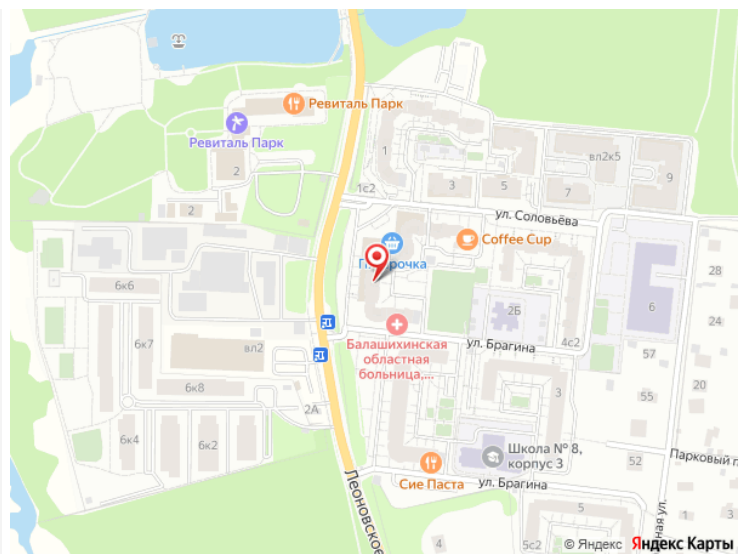 Ревиталь Парк
Ревиталь Парк
2
2
1
1с2
3
5
вл2к5
7
9
ул. Соловьёва
Coffee Cup
28
6к6
2Б
6
24
Балашихинская
областная
больница,...
ул. Брагина
4с2
57
6к7
вл2
20
55
3
6к8
2А
6к4
6к2
Школа № 8,
корпус 3
52
Сие Паста
ул. Брагина
Леоновское
5
5с2
4
© Яндекс
Яндекс Карты